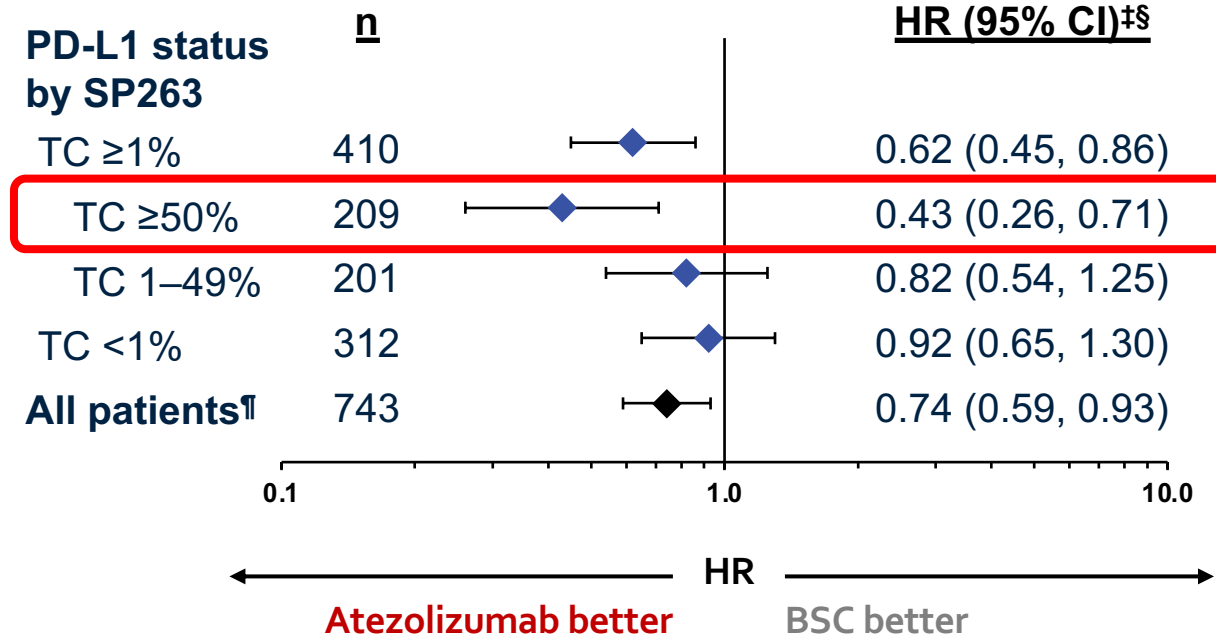 n HR (95% CI)‡§
PD-L1 status
by SP263
TC ≥1% 410 0.62 (0.45, 0.86)
TC ≥50% 209 0.43 (0.26, 0.71)
TC 1–49% 201 0.82 (0.54, 1.25)
TC <1% 312 0.92 (0.65, 1.30)
All patients¶ 743 0.74 (0.59, 0.93)
0.1 1.0 10.0
HR
Atezolizumab better BSC better